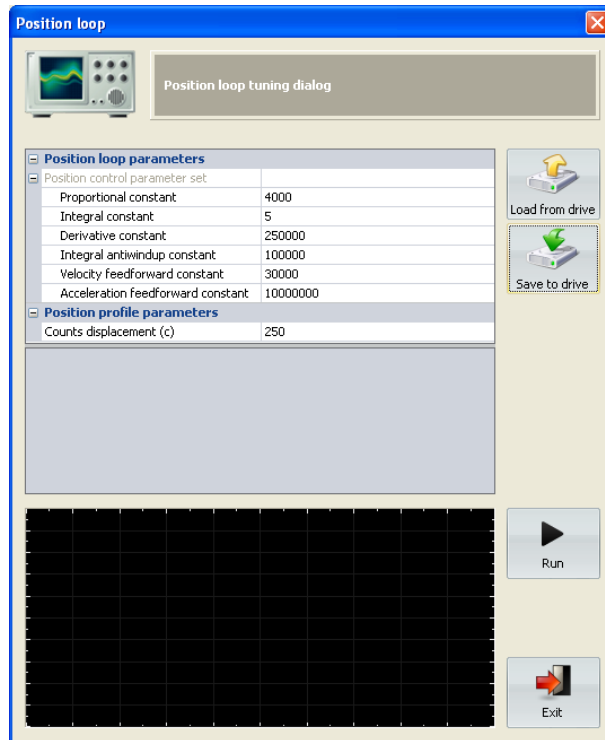 Position loop
Position loop tuning dialog
Position loop parameters
Position control parameter set
Proportional constant 4000
Integral constant 5
Derivative constant 250000
Integral antiwindup constant 100000
Velocity feedforward constant 30000
Acceleration feedforward constant 10000000
Position profile parameters
Counts displacement (c) 250
Load from drive
Save to drive
Run
Exit